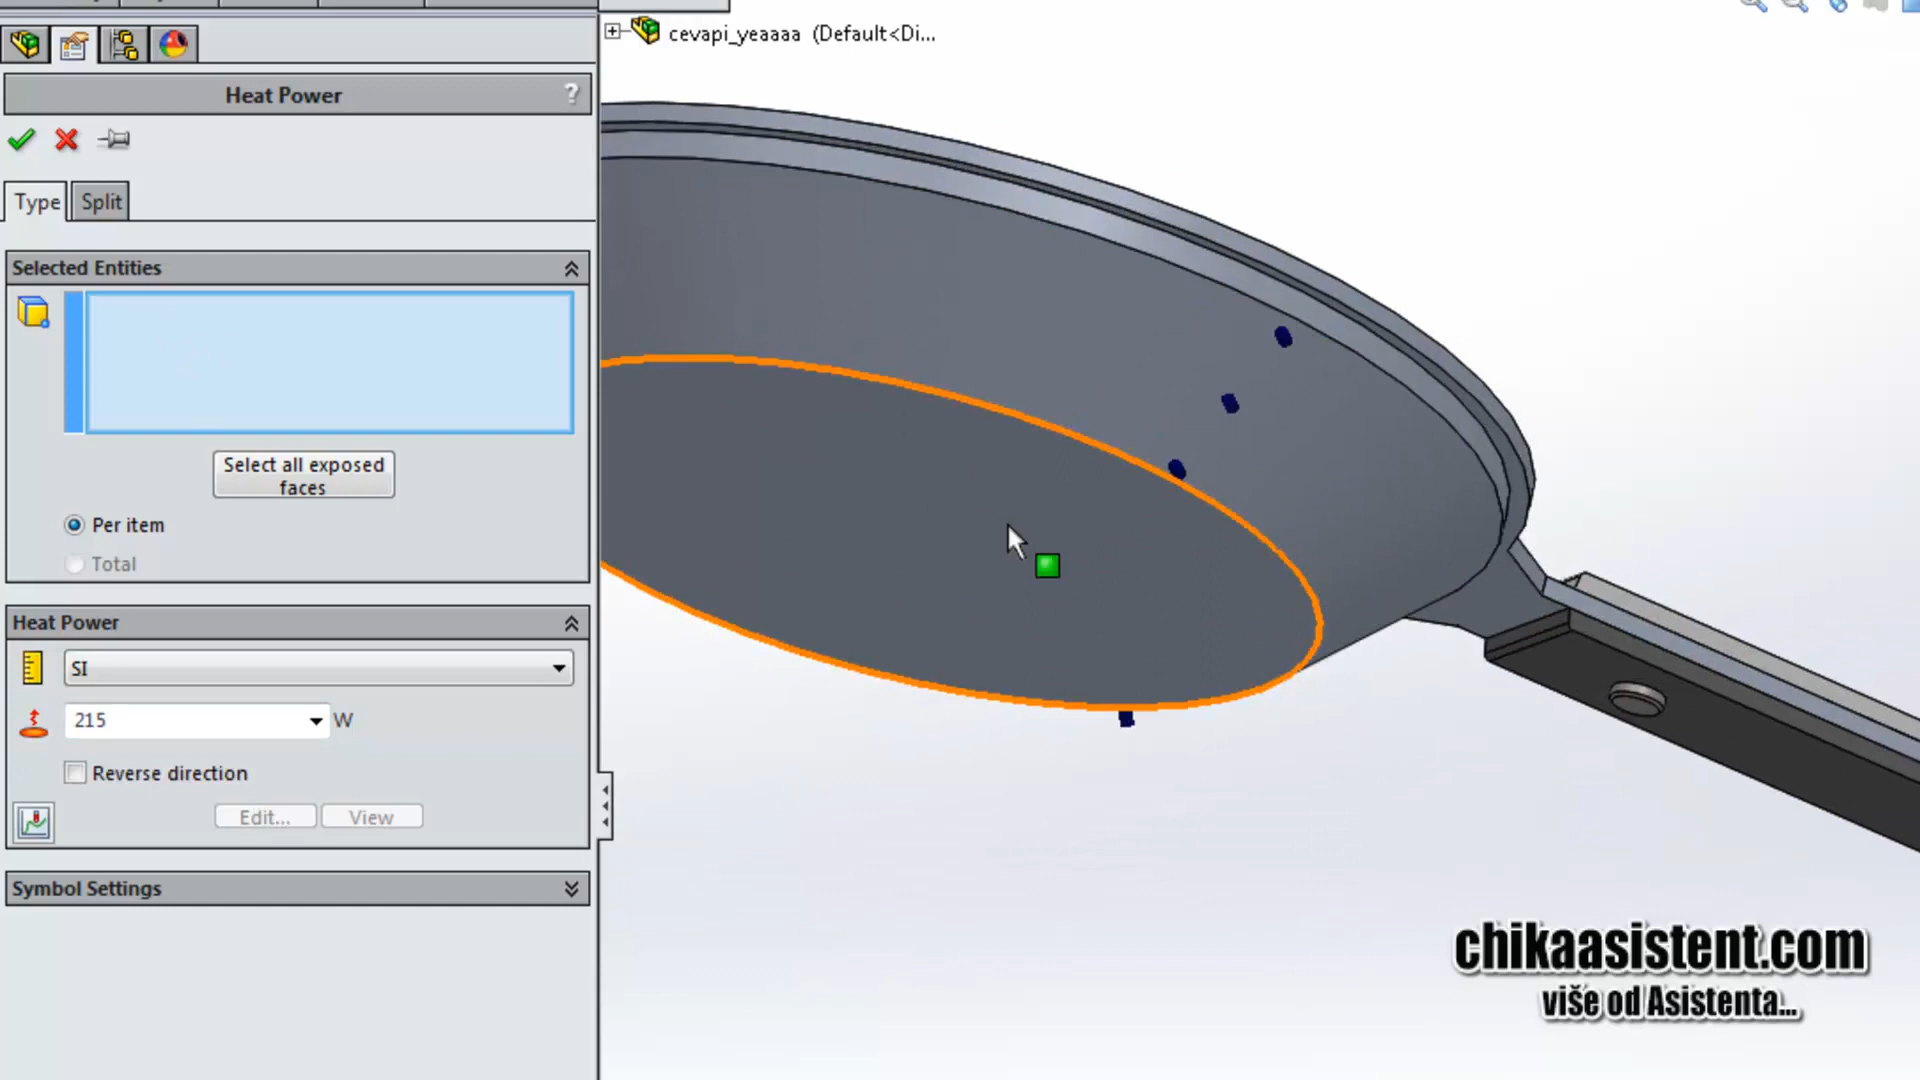 cevapi_yeaaaa (Default<Di...
Heat Power
?
Type
Split
Selected Entities
Select all exposed
faces
Per item
Total
Heat Power
SI
215
W
Reverse direction
Edit...
View
Symbol Settings
chikaasistent.com
više od Asistenta...